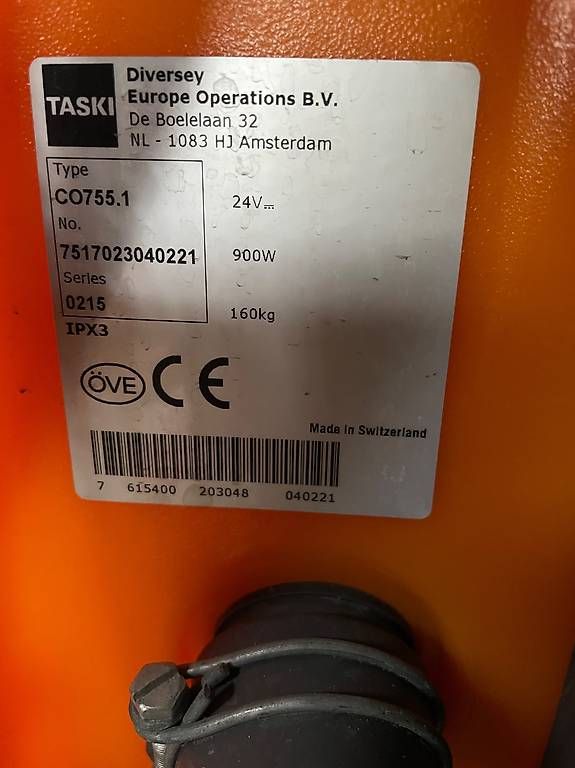 TASKI
Diversey
Europe Operations B.V.
De Boelelaan 32
NL - 1083 HJ Amsterdam
Type
CO755.1
24V
No.
7517023040221
900W
Series
0215
160kg
IPX3
ÖVE CE
Made in Switzerland
7 615400 203048 040221